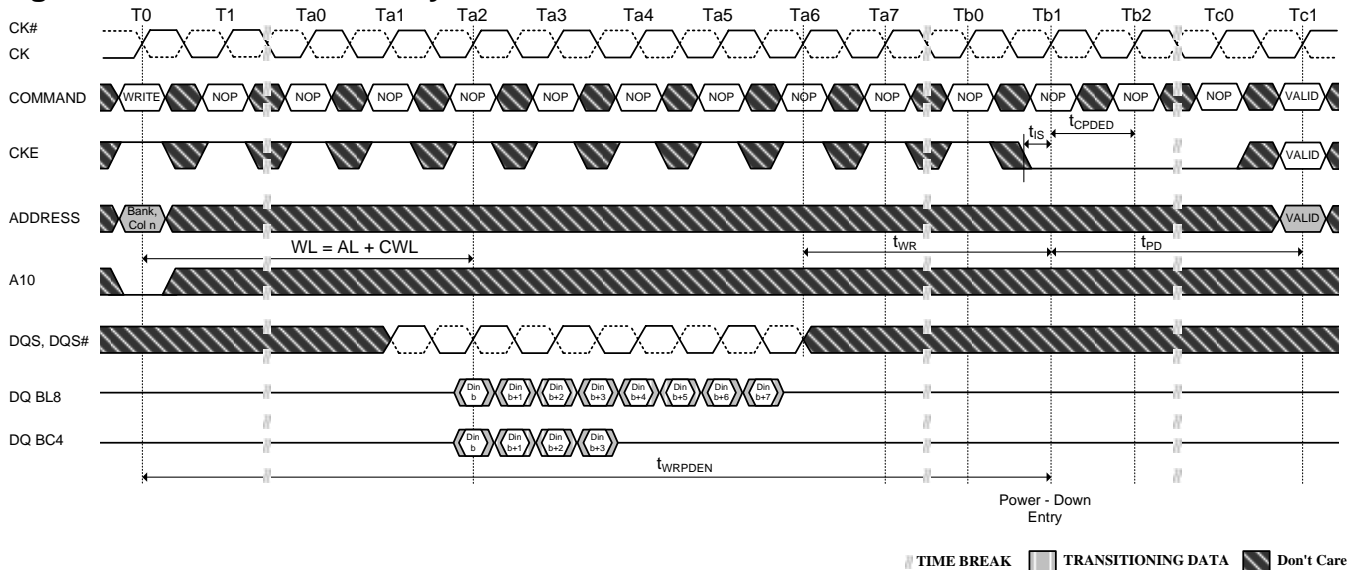 T0 T1 Ta0 Ta1 Ta2 Ta3 Ta4 Ta5 Ta6 Ta7 Tb0 Tb1 Tb2 Tc0 Tc1
CK#
CK
COMMAND WRITE NOP NOP NOP NOP NOP NOP NOP NOP NOP NOP NOP NOP NOP VALID
tIS tCPDED
CKE VALID
ADDRESS Bank, Col n VALID
WL = AL + CWL tWR tPD
A10
DQS, DQS#
DQ BL8 Din b Din b+1 Din b+2 Din b+3 Din b+4 Din b+5 Din b+6 Din b+7
DQ BC4 Din b Din b+1 Din b+2 Din b+3
tWRPDEN
Power - Down
Entry
TIME BREAK TRANSITIONING DATA Don't Care